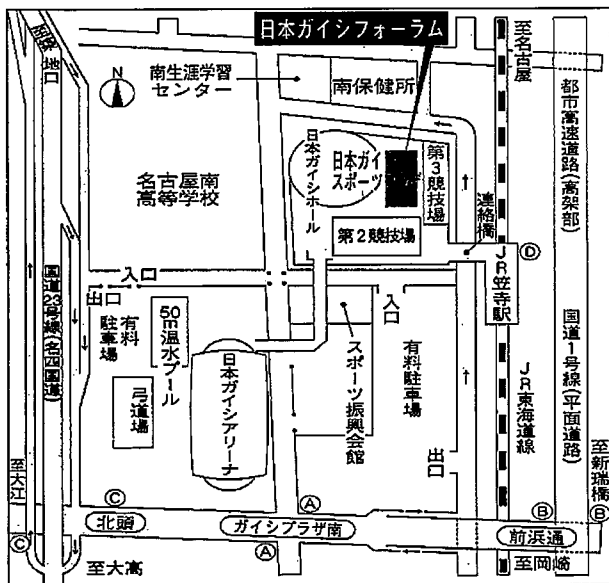 日本ガイシフォーラム
至名古屋
N
南生涯学習
センター
南保健所
都市高速道路(高架部)
日本ガイシホール
日本ガイシ
スポーツ
第3競技場
連絡橋
名古屋南
高等学校
第2競技場
D
JR笠寺駅
入口
出口
国道23号線(名四国道)
有料
駐車場
50m温水プール
入口
弓道場
日本ガイシアリーナ
スポーツ振興会館
有料駐車場
出口
JR東海道線
国道1号線(平面道路)
至新瑞橋
至大江
C
C
北頭
A
ガイシプラザ南
A
B
B
前浜通
至大高
至岡崎